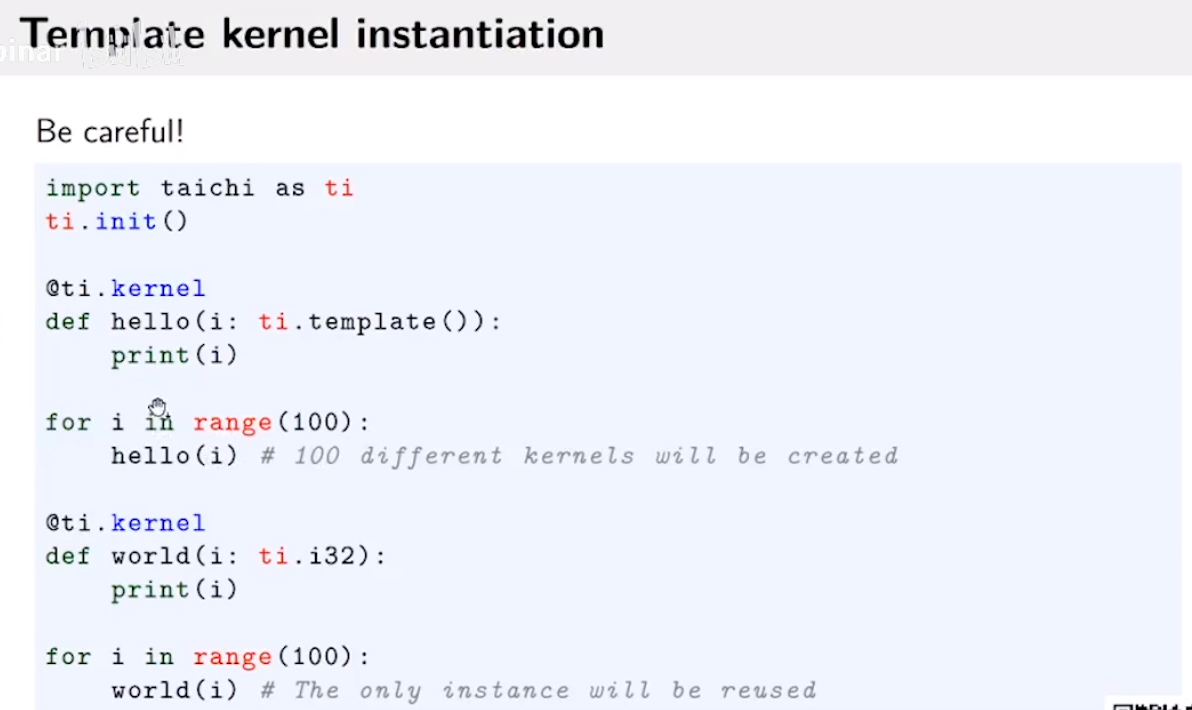 Template kernel instantiation
Be careful!
import taichi as ti
ti.init()
@ti.kernel
def hello(i: ti.template()):
    print(i)
for i in range(100):
    hello(i) # 100 different kernels will be created
@ti.kernel
def world(i: ti.i32):
    print(i)
for i in range(100):
    world(i) # The only instance will be reused